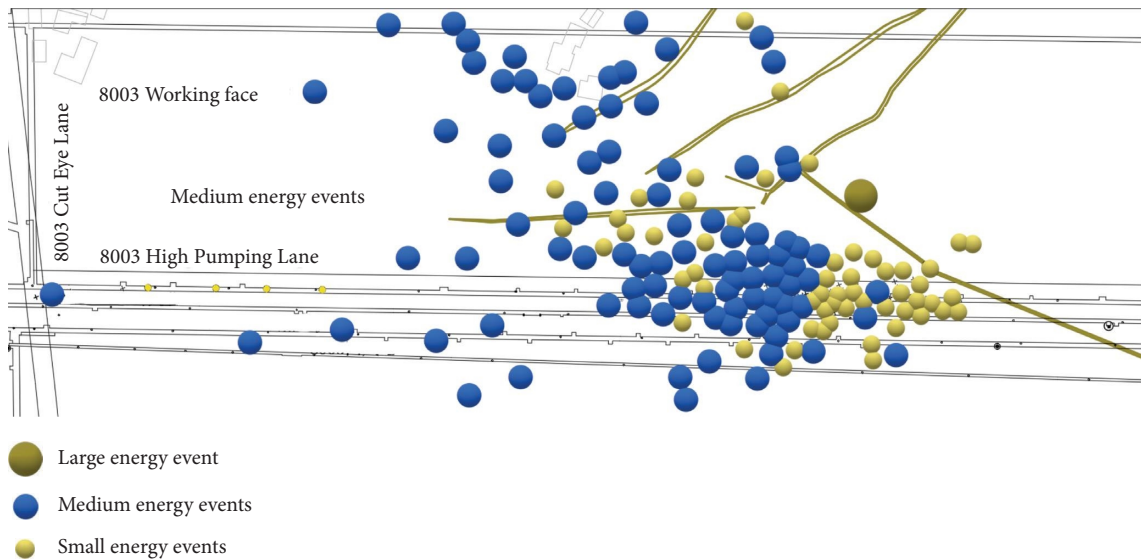 8003 Working face
8003 Cut Eye Lane
Medium energy events
8003 High Pumping Lane
Large energy event
Medium energy events
Small energy events